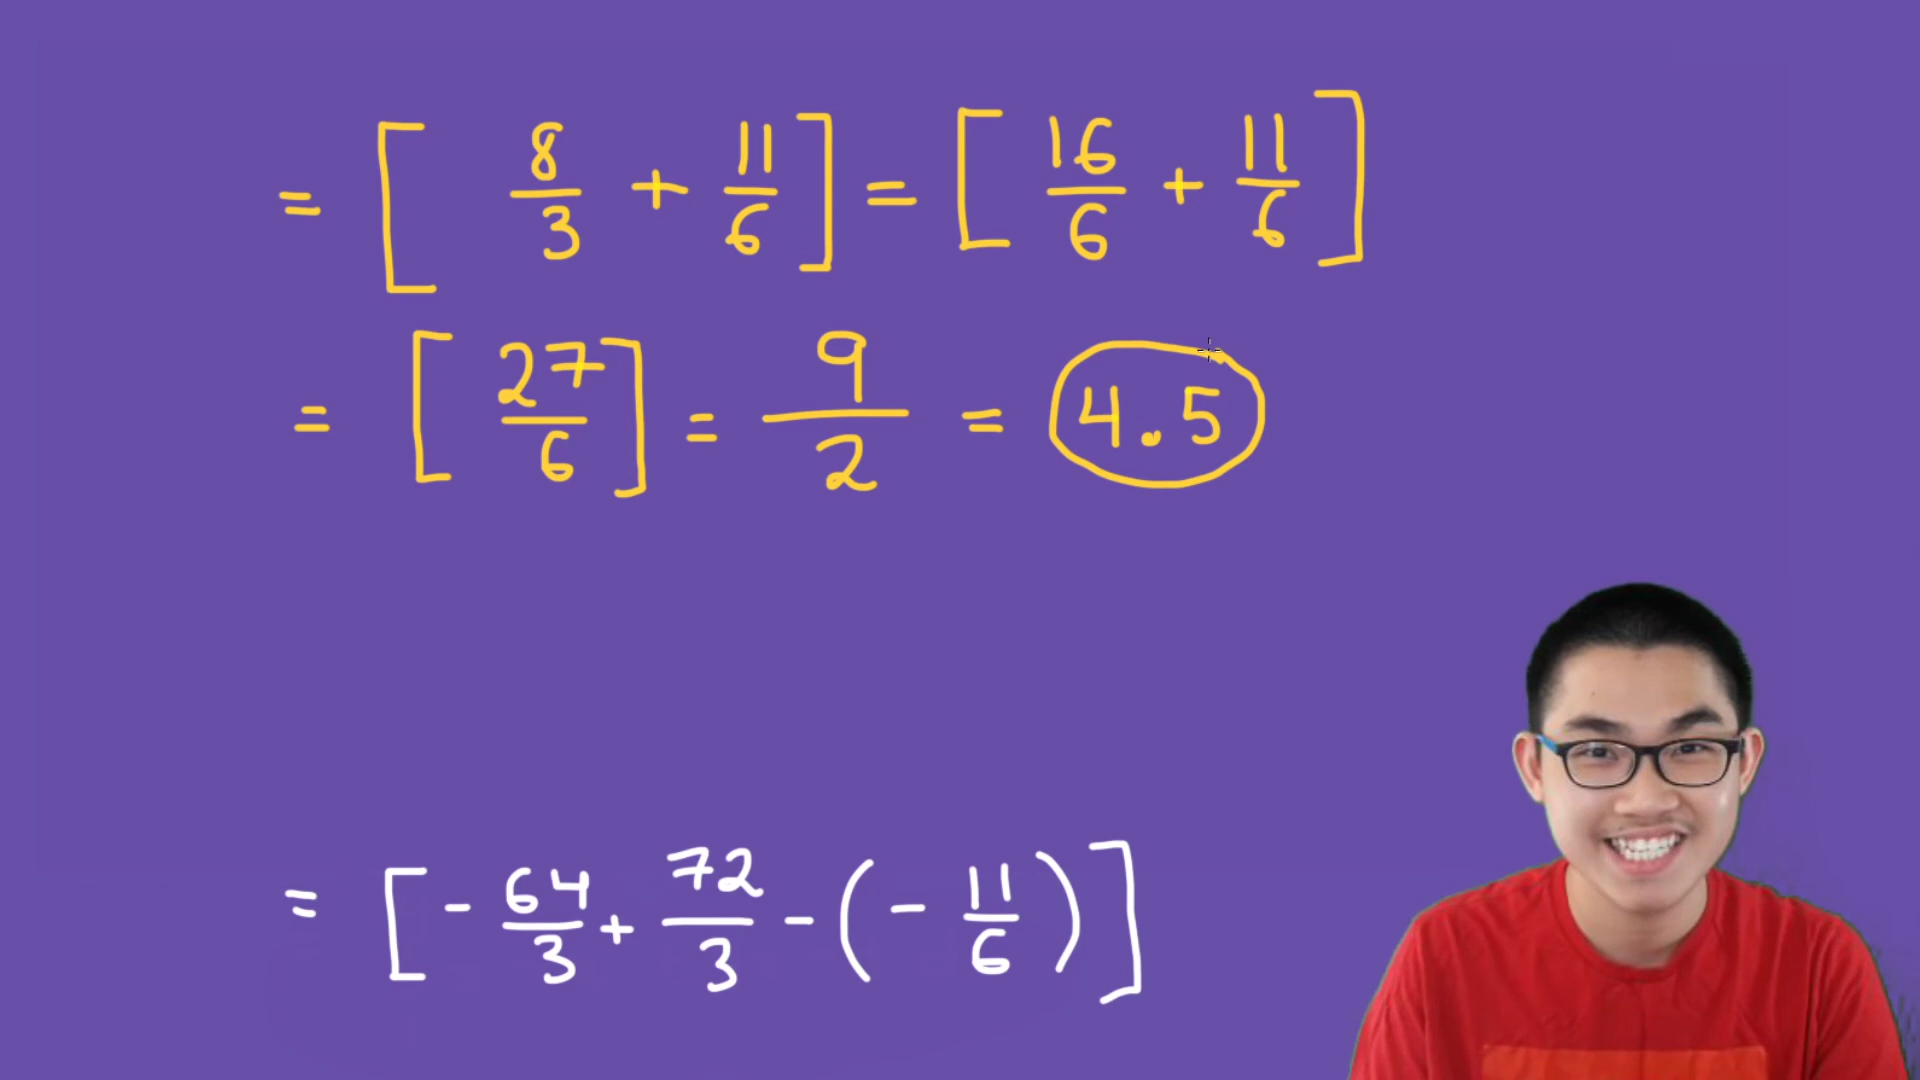 = [ 8/3 + 11/6 ] = [ 16/6 + 11/6 ]
= [ 27/6 ] = 9/2 = 4.5
= [ - 64/3 + 72/3 - ( - 11/6 ) ]